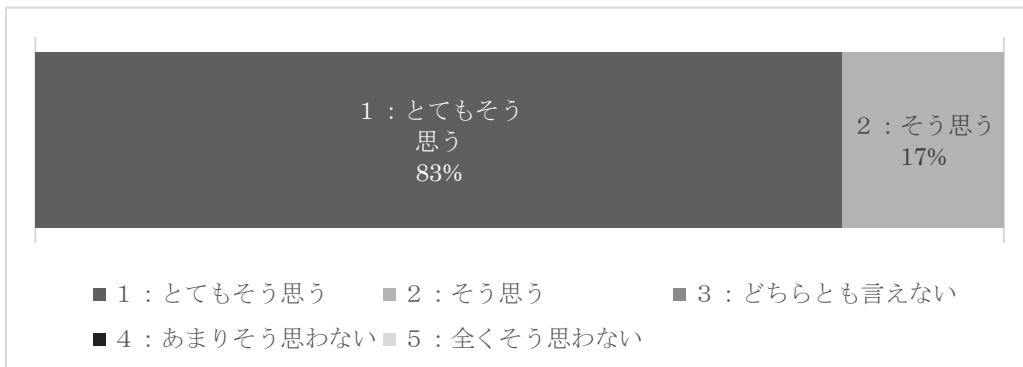 １：とてもそう
思う
83%
２：そう思う
17%
１：とてもそう思う
２：そう思う
３：どちらとも言えない
４：あまりそう思わない
５：全くそう思わない